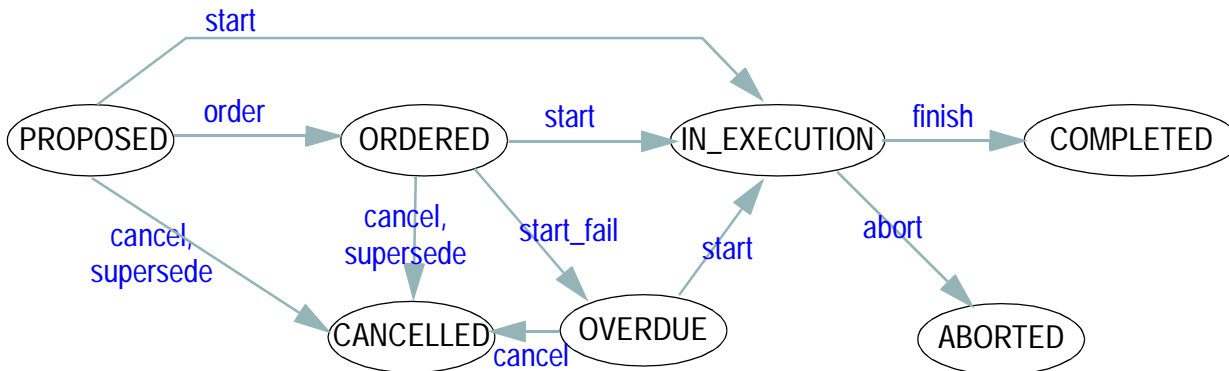 start
order
start
finish
PROPOSED
ORDERED
IN_EXECUTION
COMPLETED
cancel,
supersede
cancel,
supersede
start_fail
start
abort
CANCELLED
OVERDUE
ABORTED
cancel